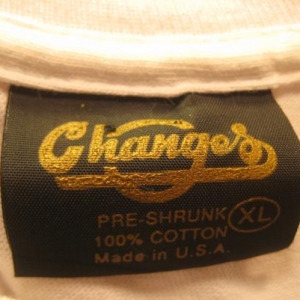 Changes
PRE-SHRUNK XL
100% COTTON
Made in U.S.A.